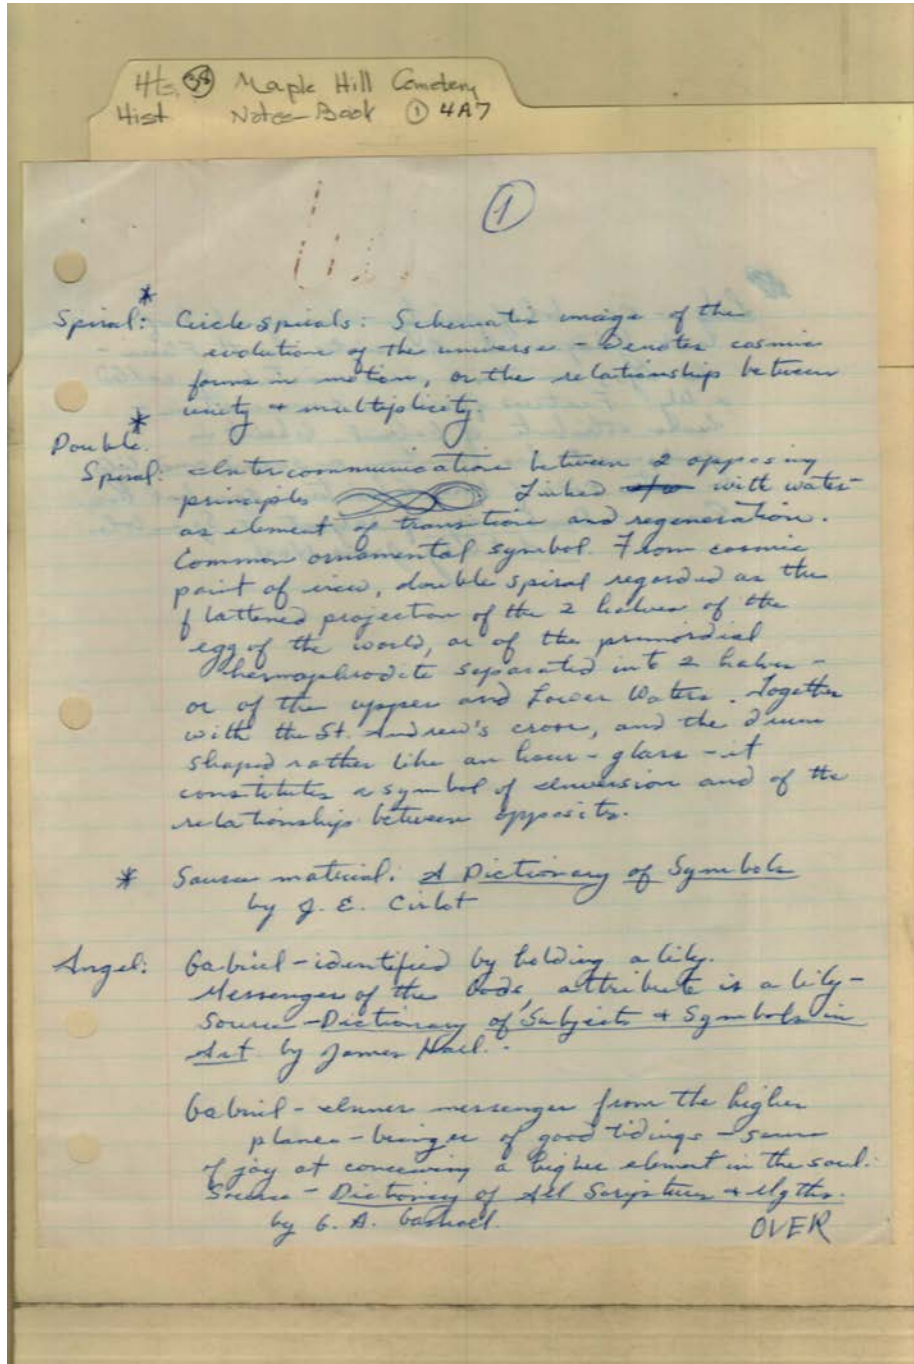 Hts. 38 Maple Hill Cemetery
Hist Notes-Book ① 4A7
①
Spiral:* Circle spirals: Schematic image of the
evolution of the universe - Denotes cosmic
forms in motion, or the relationship between
unity + multiplicity.
Double*
Spiral: Intercommunication between 2 opposing
principles Linked with water-
as element of transition and regeneration.
Common ornamental symbol. From cosmic
point of view, double spiral regarded as the
flattened projection of the 2 halves of the
egg of the world, or of the primordial
hermaphrodite separated into 2 halves -
or of the upper and Lower Waters. Together
with the St. Andrew's cross, and the drum
shaped rather like an hour-glass - it
constitutes a symbol of Inversion and of the
relationship between opposites.
* Source material: A Dictionary of Symbols
by J. E. Cirlot
Angel: Gabriel - identified by holding a lily.
Messenger of the Gods, attribute is a lily-
Source - Dictionary of Subjects + Symbols in
Art by James Hall.
Gabriel - Inner messenger from the higher
planes - bringer of good tidings - sense
of joy at conceiving a higher element in the soul.
Source - Dictionary of All Scriptures + Myths.
by G. A. Gaskell.
OVER